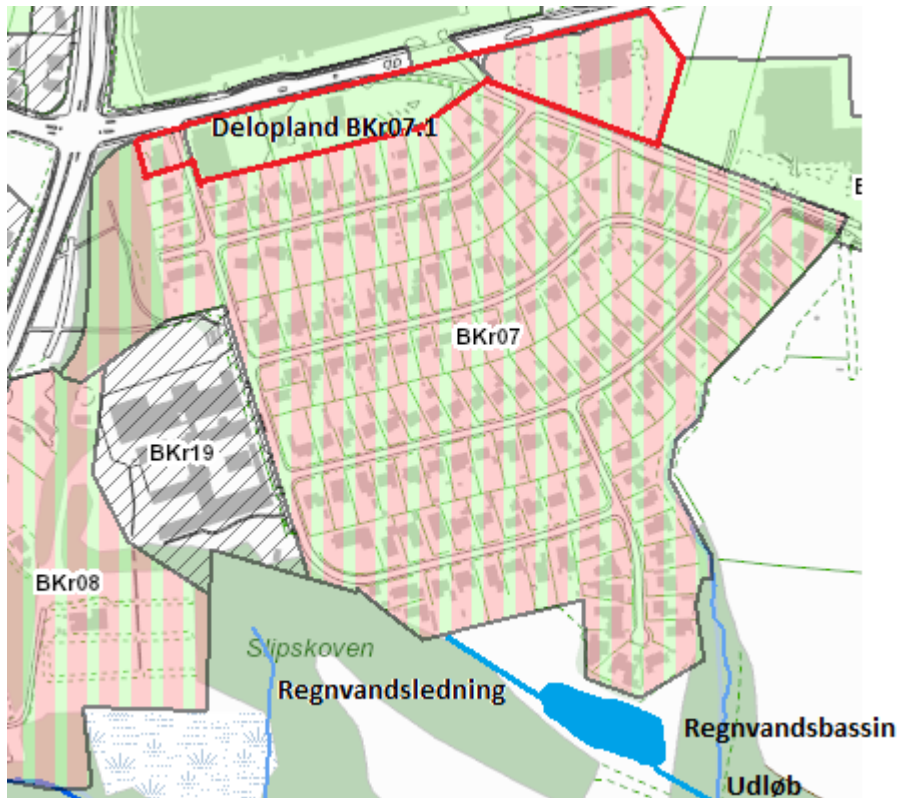 Delopland BKr07.1
B
BKr07
BKr19
BKr08
Slipskoven
Regnvandsledning
Regnvandsbassin
Udløb